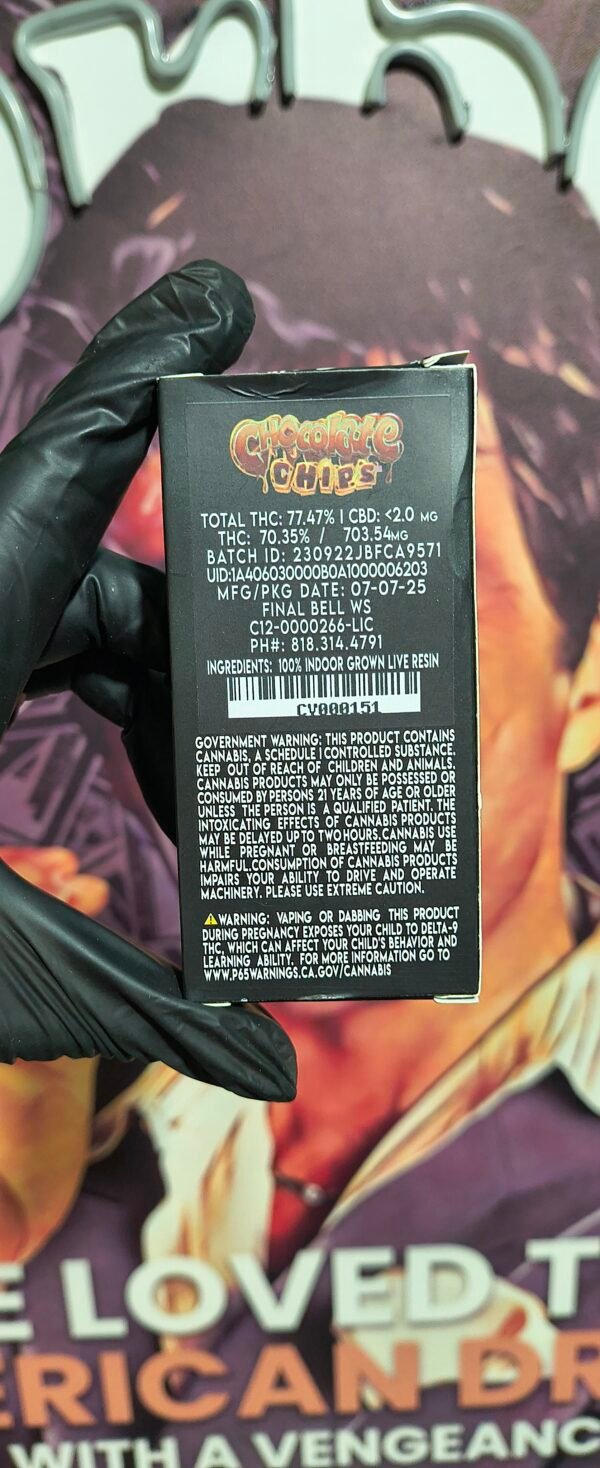 CHOCOLATE
CHIPS
TOTAL THC: 77.47% | CBD: <2.0 MG
THC: 70.35% / 703.54MG
BATCH ID: 230922JBFCA9571
UID:1A406030000B0A1000006203
MFG/PKG DATE: 07-07-25
FINAL BELL WS
C12-0000266-LIC
PH#: 818.314.4791
INGREDIENTS: 100% INDOOR GROWN LIVE RESIN
CV000151
GOVERNMENT WARNING: THIS PRODUCT CONTAINS
CANNABIS, A SCHEDULE I CONTROLLED SUBSTANCE.
KEEP OUT OF REACH OF CHILDREN AND ANIMALS.
CANNABIS PRODUCTS MAY ONLY BE POSSESSED OR
CONSUMED BY PERSONS 21 YEARS OF AGE OR OLDER
UNLESS THE PERSON IS A QUALIFIED PATIENT. THE
INTOXICATING EFFECTS OF CANNABIS PRODUCTS
MAY BE DELAYED UP TO TWO HOURS.CANNABIS USE
WHILE PREGNANT OR BREASTFEEDING MAY BE
HARMFUL.CONSUMPTION OF CANNABIS PRODUCTS
IMPAIRS YOUR ABILITY TO DRIVE AND OPERATE
MACHINERY. PLEASE USE EXTREME CAUTION.
WARNING: VAPING OR DABBING THIS PRODUCT
DURING PREGNANCY EXPOSES YOUR CHILD TO DELTA-9
THC, WHICH CAN AFFECT YOUR CHILD'S BEHAVIOR AND
LEARNING ABILITY. FOR MORE INFORMATION GO TO
WWW.P65WARNINGS.CA.GOV/CANNABIS
E LOVED T
ERICAN DR
WITH A VENGEANC